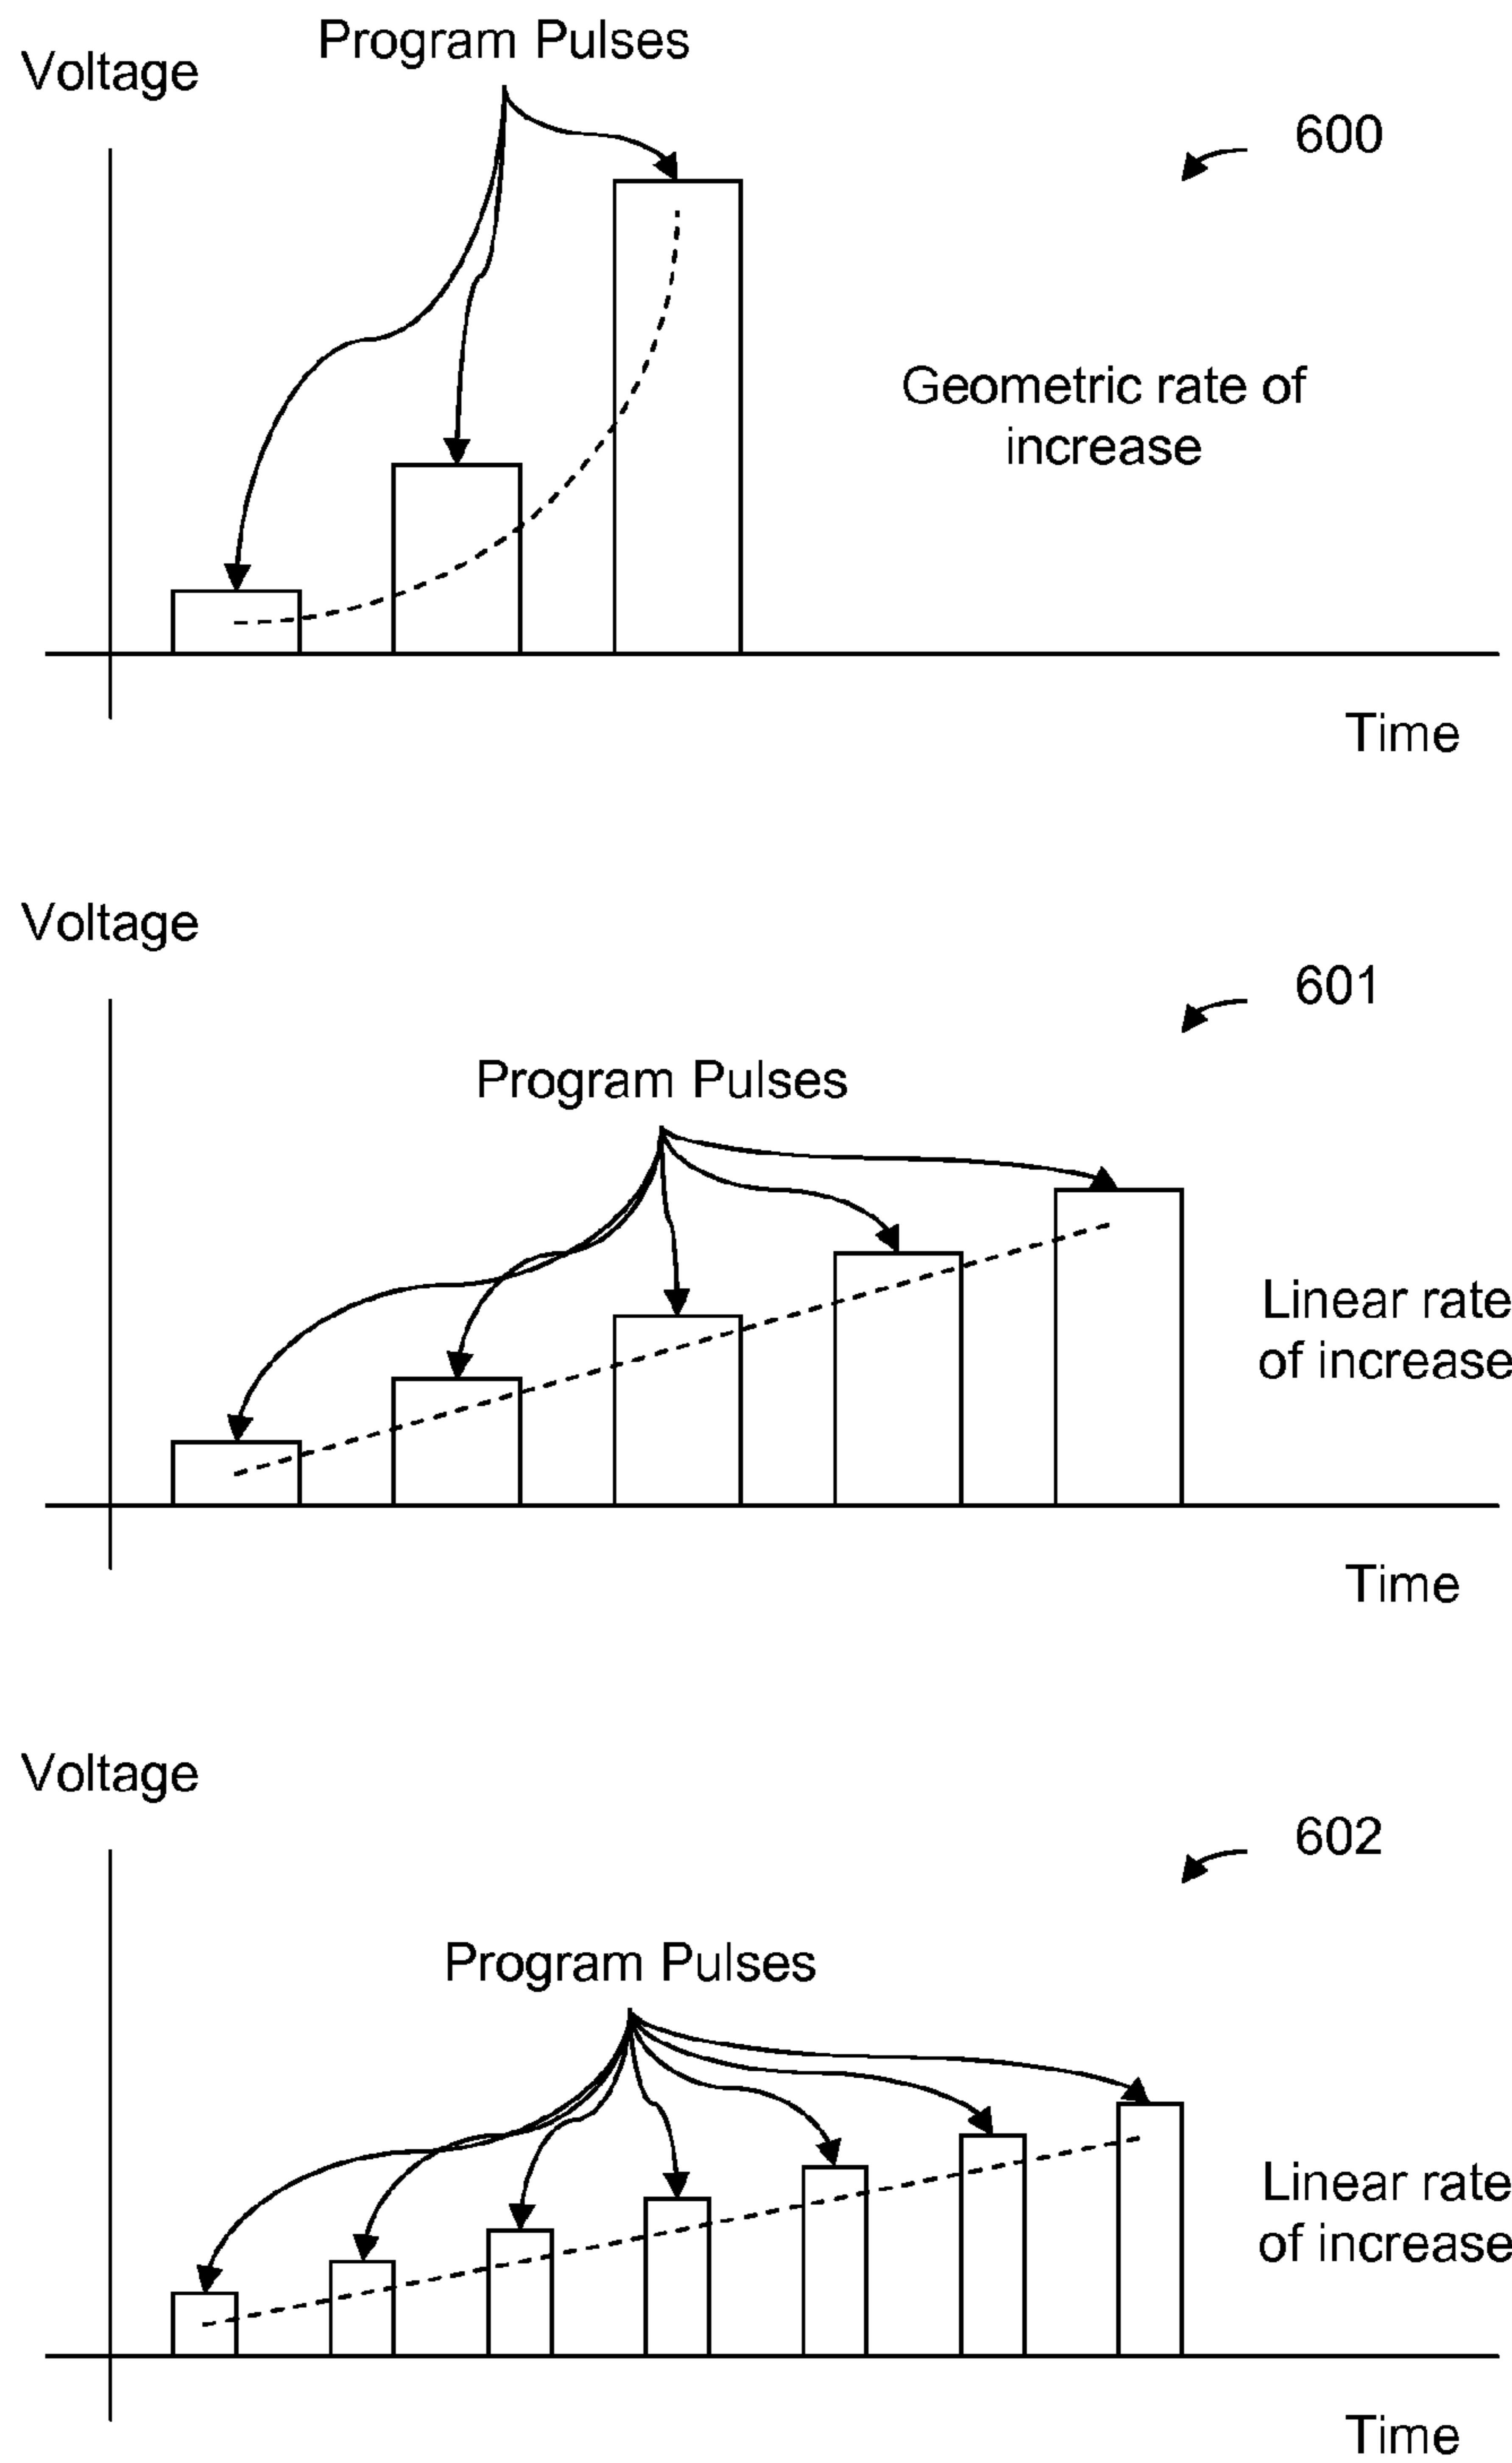 Program Pulses
Voltage
600
Geometric rate of
increase
Time
Voltage
601
Program Pulses
Linear rate
of increase
Time
Voltage
602
Program Pulses
Linear rate
of increase
Time